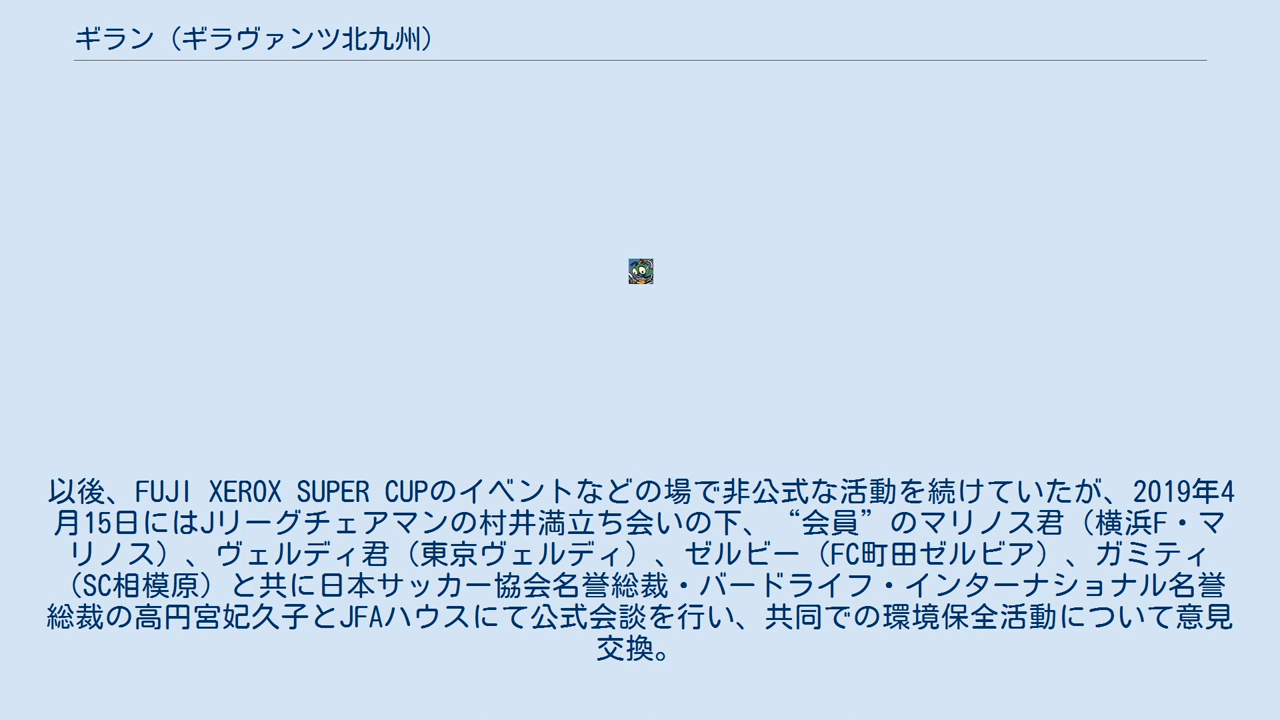 ギラン（ギラヴァンツ北九州）
以後、FUJI XEROX SUPER CUPのイベントなどの場で非公式な活動を続けていたが、2019年4
月15日にはJリーグチェアマンの村井満立ち会いの下、“会員”のマリノス君（横浜F・マ
リノス）、ヴェルディ君（東京ヴェルディ）、ゼルビー（FC町田ゼルビア）、ガミティ
（SC相模原）と共に日本サッカー協会名誉総裁・バードライフ・インターナショナル名誉
総裁の高円宮妃久子とJFAハウスにて公式会談を行い、共同での環境保全活動について意見
交換。